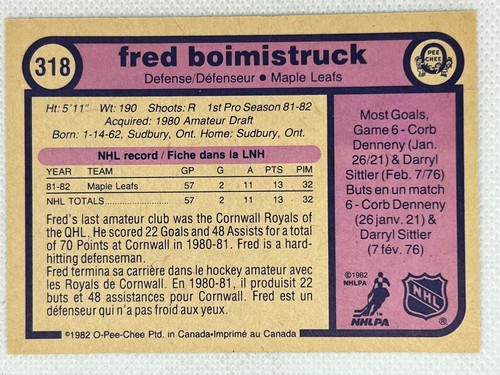 318
fred boimistruck
Defense/Défenseur • Maple Leafs
O PEE CHEE
Ht: 5'11" Wt: 190 Shoots: R 1st Pro Season 81-82
Acquired: 1980 Amateur Draft
Born: 1-14-62, Sudbury, Ont. Home: Sudbury, Ont.
NHL record / Fiche dans la LNH
YEAR TEAM GP G A PTS PIM
81-82 Maple Leafs 57 2 11 13 32
NHL TOTALS 57 2 11 13 32
Fred's last amateur club was the Cornwall Royals of
the QHL. He scored 22 Goals and 48 Assists for a
total of 70 Points at Cornwall in 1980-81. Fred is a hard-
hitting defenseman.
Fred termina sa carrière dans le hockey amateur avec
les Royals de Cornwall. En 1980-81, il produisit 22
buts et 48 assistances pour Cornwall. Fred est un
défenseur qui n'a pas froid aux yeux.
Most Goals,
Game 6 - Corb
Denneny (Jan.
26/21) & Darryl
Sittler (Feb. 7/76)
Buts en un match
6 - Corb Denneny
(26 janv. 21) &
Darryl Sittler
(7 fév. 76)
©1982
NHLPA
NHLPA
NHL
©1982 O-Pee-Chee Ptd. in Canada•Imprimé au Canada